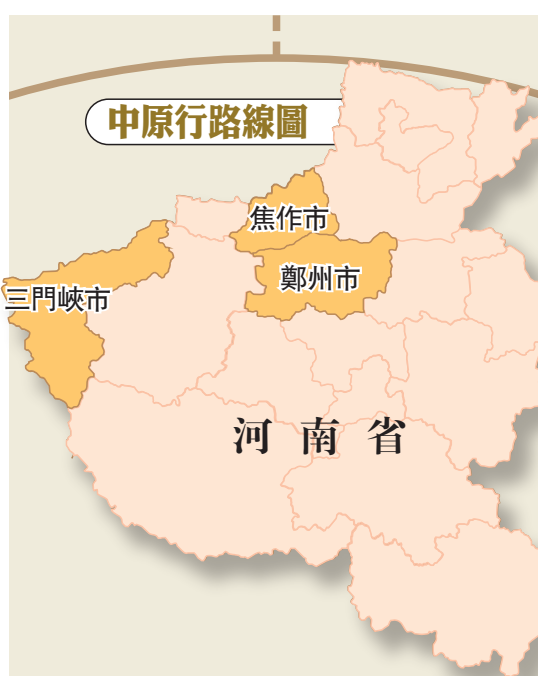 中原行路線圖
焦作市
鄭州市
三門峽市
河南省